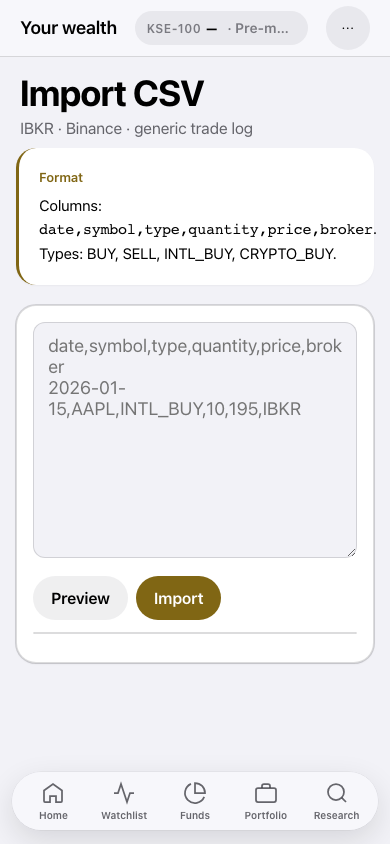 Your wealth
KSE-100 — · Pre-m...
...
Import CSV
IBKR · Binance · generic trade log
Format
Columns:
date,symbol,type,quantity,price,broker.
Types: BUY, SELL, INTL_BUY, CRYPTO_BUY.
date,symbol,type,quantity,price,brok
er
2026-01-
15,AAPL,INTL_BUY,10,195,IBKR
Preview
Import
Home
Watchlist
Funds
Portfolio
Research